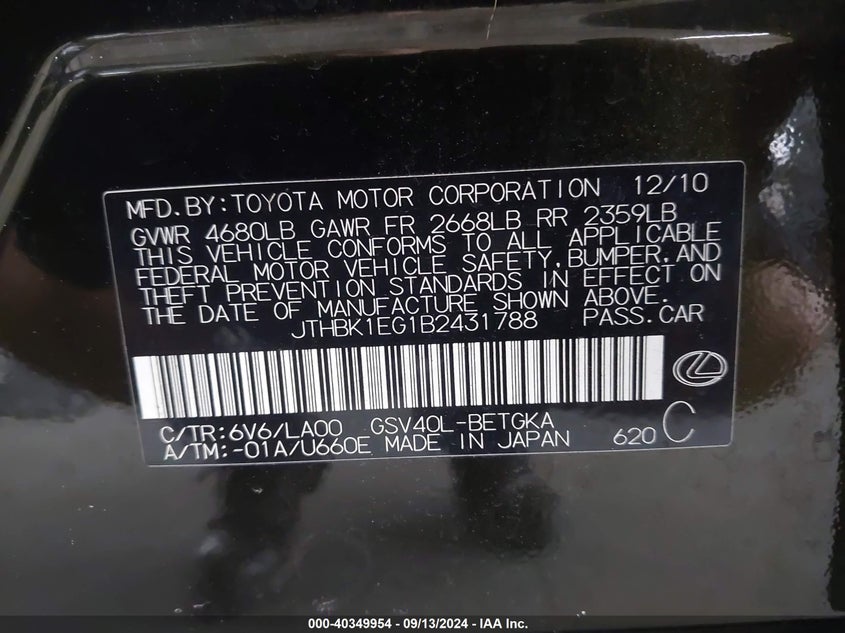 MFD.BY:TOYOTA MOTOR CORPORATION 12/10
GVWR 4680LB GAWR FR 2668LB RR 2359LB
THIS VEHICLE CONFORMS TO ALL APPLICABLE
FEDERAL MOTOR VEHICLE SAFETY,BUMPER,AND
THEFT PREVENTION STANDARDS IN EFFECT ON
THE DATE OF MANUFACTURE SHOWN ABOVE.
JTHBK1EG1B2431788 PASS.CAR
C/TR:6V6/LA00 GSV40L-BETGKA
A/TM:-01A/U660E MADE IN JAPAN 620 C
000-40349954 - 09/13/2024 - IAA Inc.